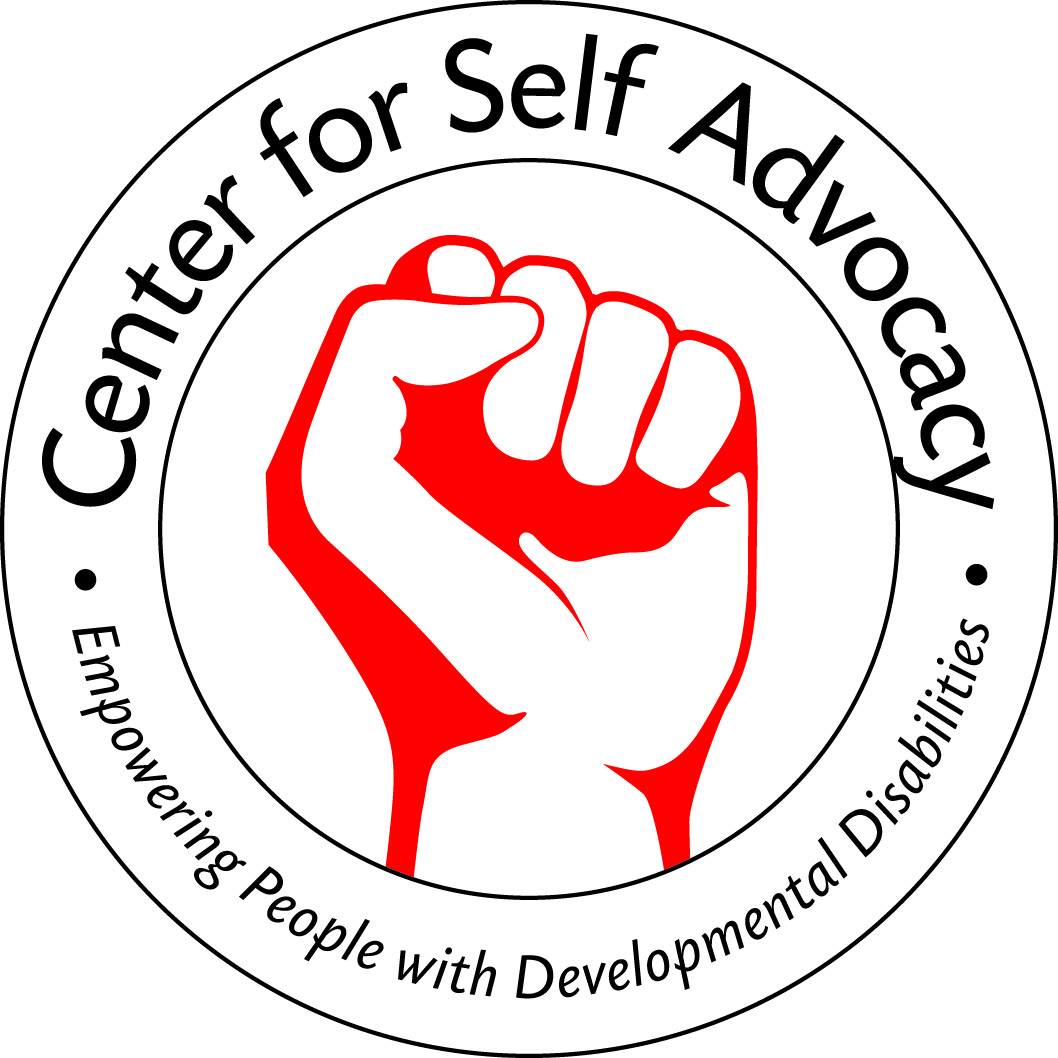 Center for Self Advocacy
• Empowering People with Developmental Disabilities •